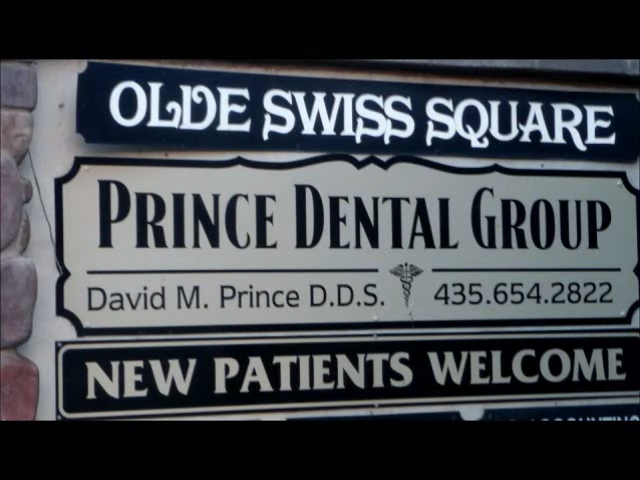 OLDE SWISS SQUARE
PRINCE DENTAL GROUP
David M. Prince D.D.S. 435.654.2822
NEW PATIENTS WELCOME